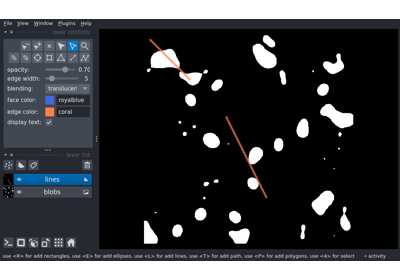 File View Window Plugins Help
layer controls
opacity: 0.70
edge width: 5
blending: translucen
face color: royalblue
edge color: coral
display text:
layer list
lines
blobs
use <R> for add rectangles, use <E> for add ellipses, use <L> for add lines, use <T> for add path, use <P> for add polygons, use <4> for select
activity